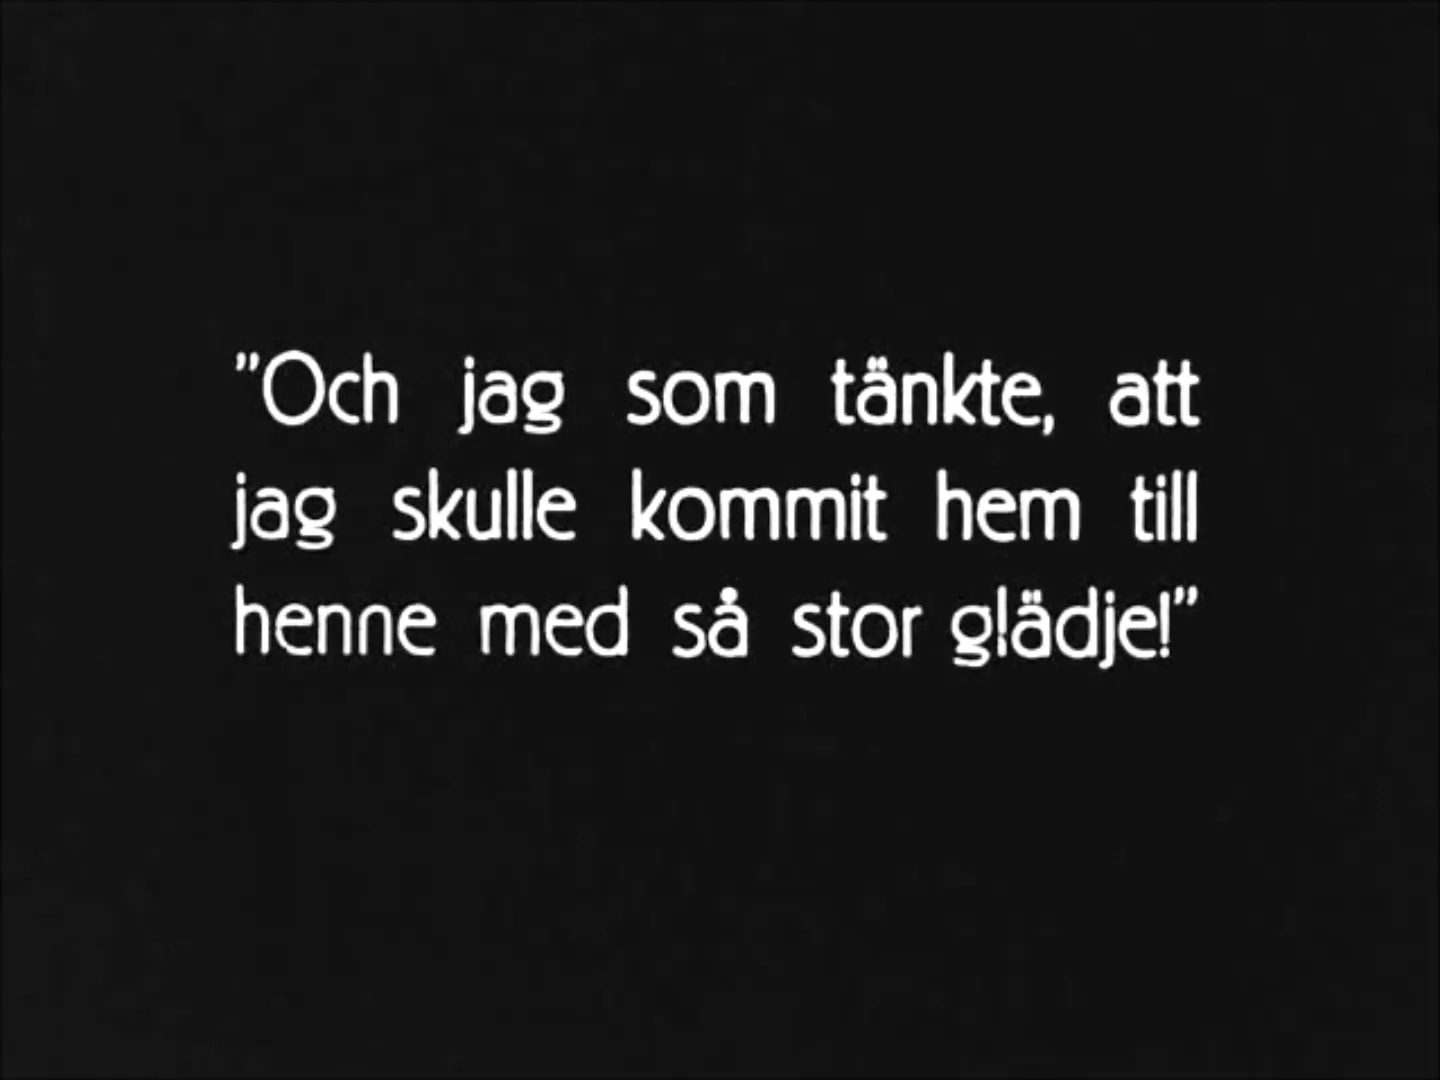 ”Och jag som tänkte, att
jag skulle kommit hem till
henne med så stor glädje!”